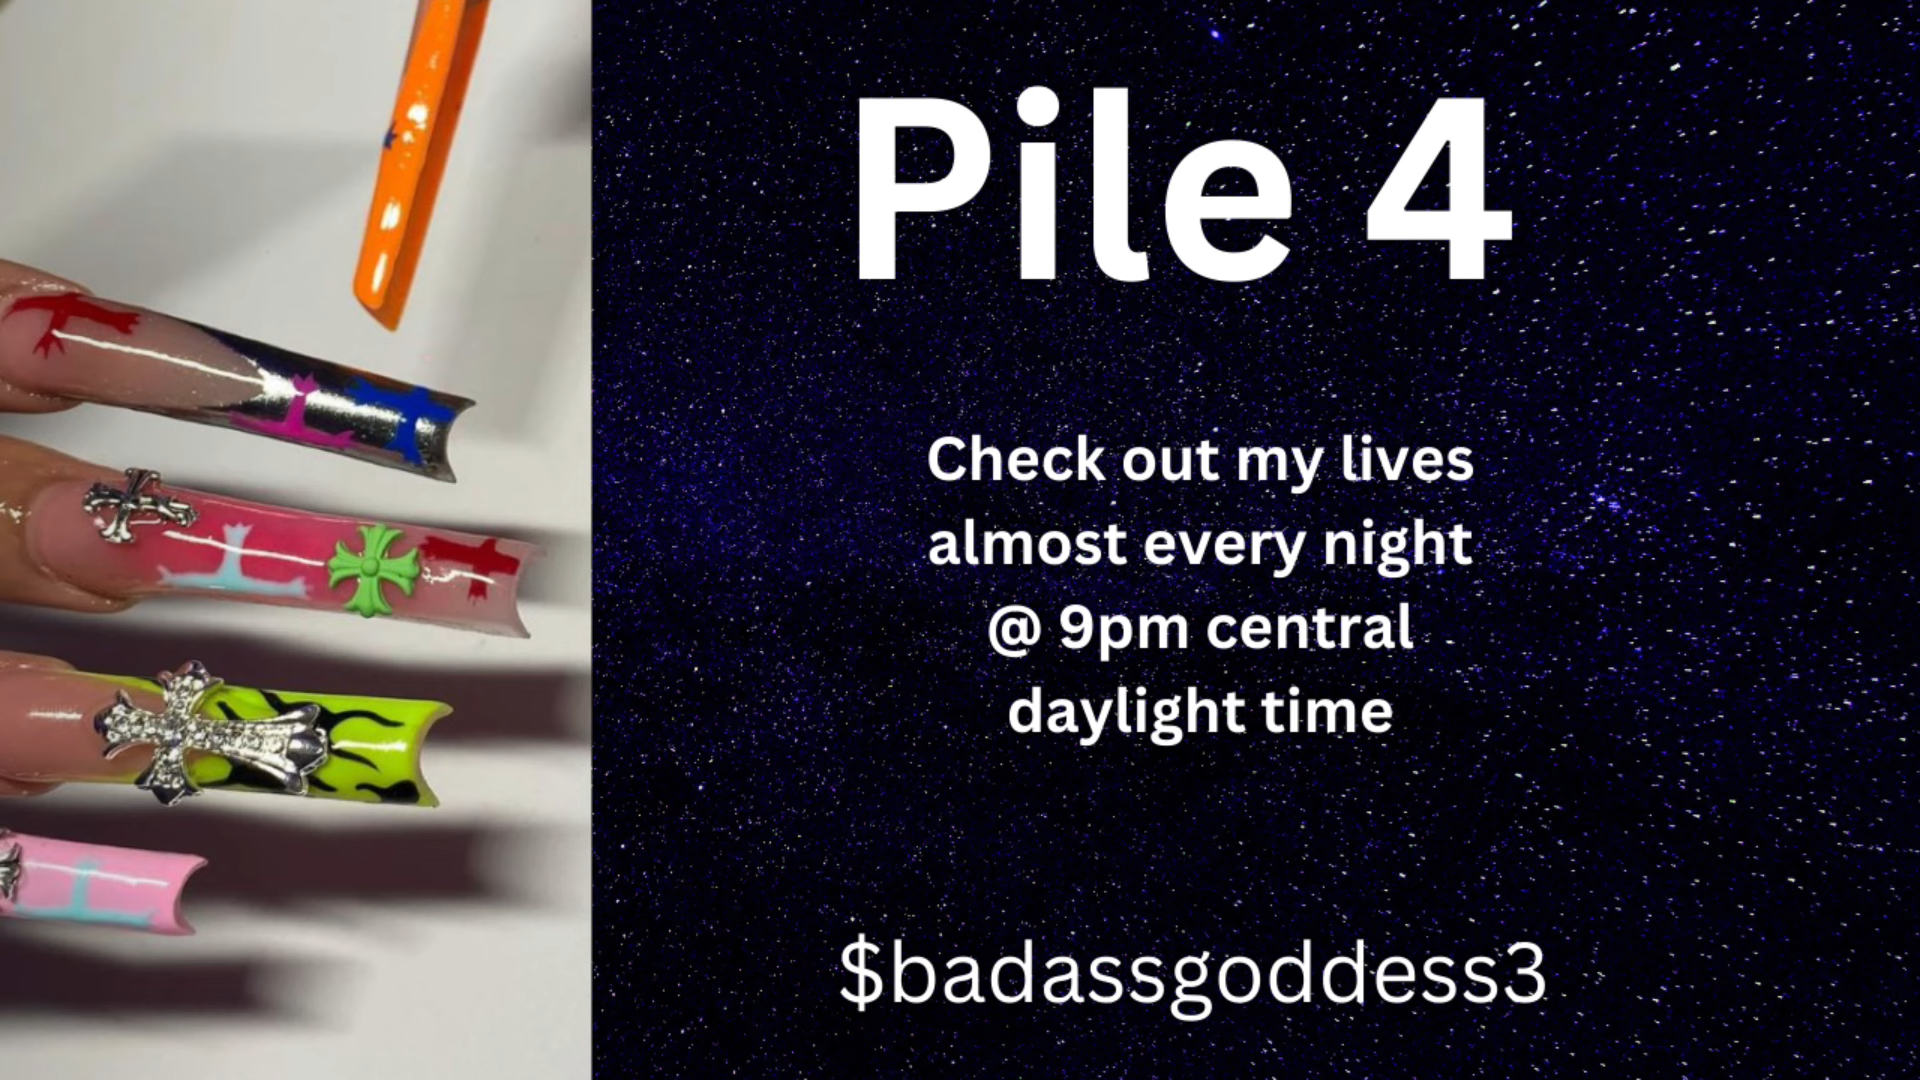 Pile 4
Check out my lives
almost every night
@ 9pm central
daylight time
$badassgoddess3